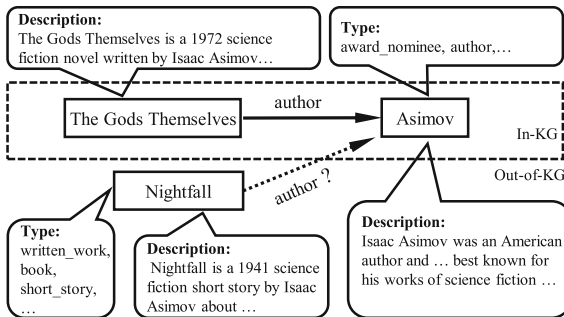 Description:
The Gods Themselves is a 1972 science
fiction novel written by Isaac Asimov…
Type:
award_nominee, author,…
The Gods Themselves
author
Asimov
In-KG
Out-of-KG
Nightfall
author ?
Type:
written_work,
book,
short_story,
…
Description:
Nightfall is a 1941 science
fiction short story by Isaac
Asimov about …
Description:
Isaac Asimov was an American
author and … best known for
his works of science fiction …